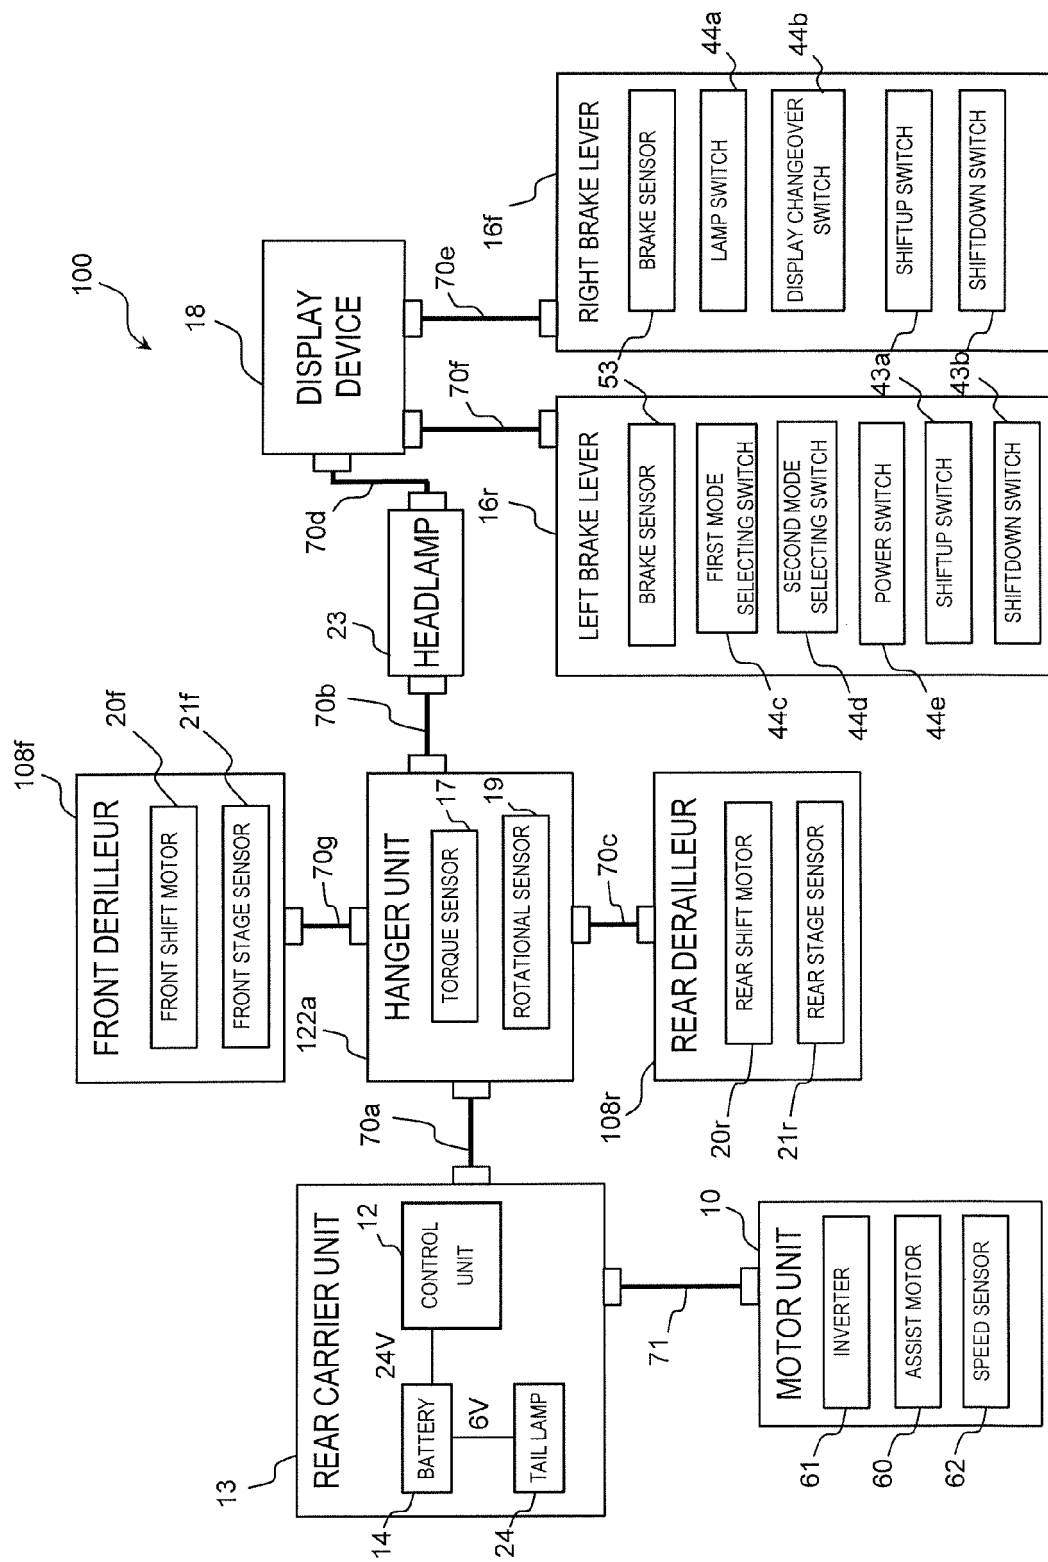 100
FRONT DERILLEUR
108f
FRONT SHIFT MOTOR
20f
FRONT STAGE SENSOR
21f
REAR CARRIER UNIT
13
CONTROL
UNIT
12
24V
BATTERY
14
6V
TAIL LAMP
24
70a
70g
HANGER UNIT
122a
TORQUE SENSOR
17
ROTATIONAL SENSOR
19
70b
HEADLAMP
23
70d
DISPLAY
DEVICE
18
70e
70f
71
70c
MOTOR UNIT
10
INVERTER
61
ASSIST MOTOR
60
SPEED SENSOR
62
REAR DERAILLEUR
108r
REAR SHIFT MOTOR
20r
REAR STAGE SENSOR
21r
LEFT BRAKE LEVER
16r
BRAKE SENSOR
53
FIRST MODE
SELECTING SWITCH
44c
SECOND MODE
SELECTING SWITCH
44d
POWER SWITCH
44e
SHIFTUP SWITCH
43a
SHIFTDOWN SWITCH
43b
RIGHT BRAKE LEVER
16f
BRAKE SENSOR
LAMP SWITCH
44a
DISPLAY CHANGEOVER
SWITCH
44b
SHIFTUP SWITCH
SHIFTDOWN SWITCH